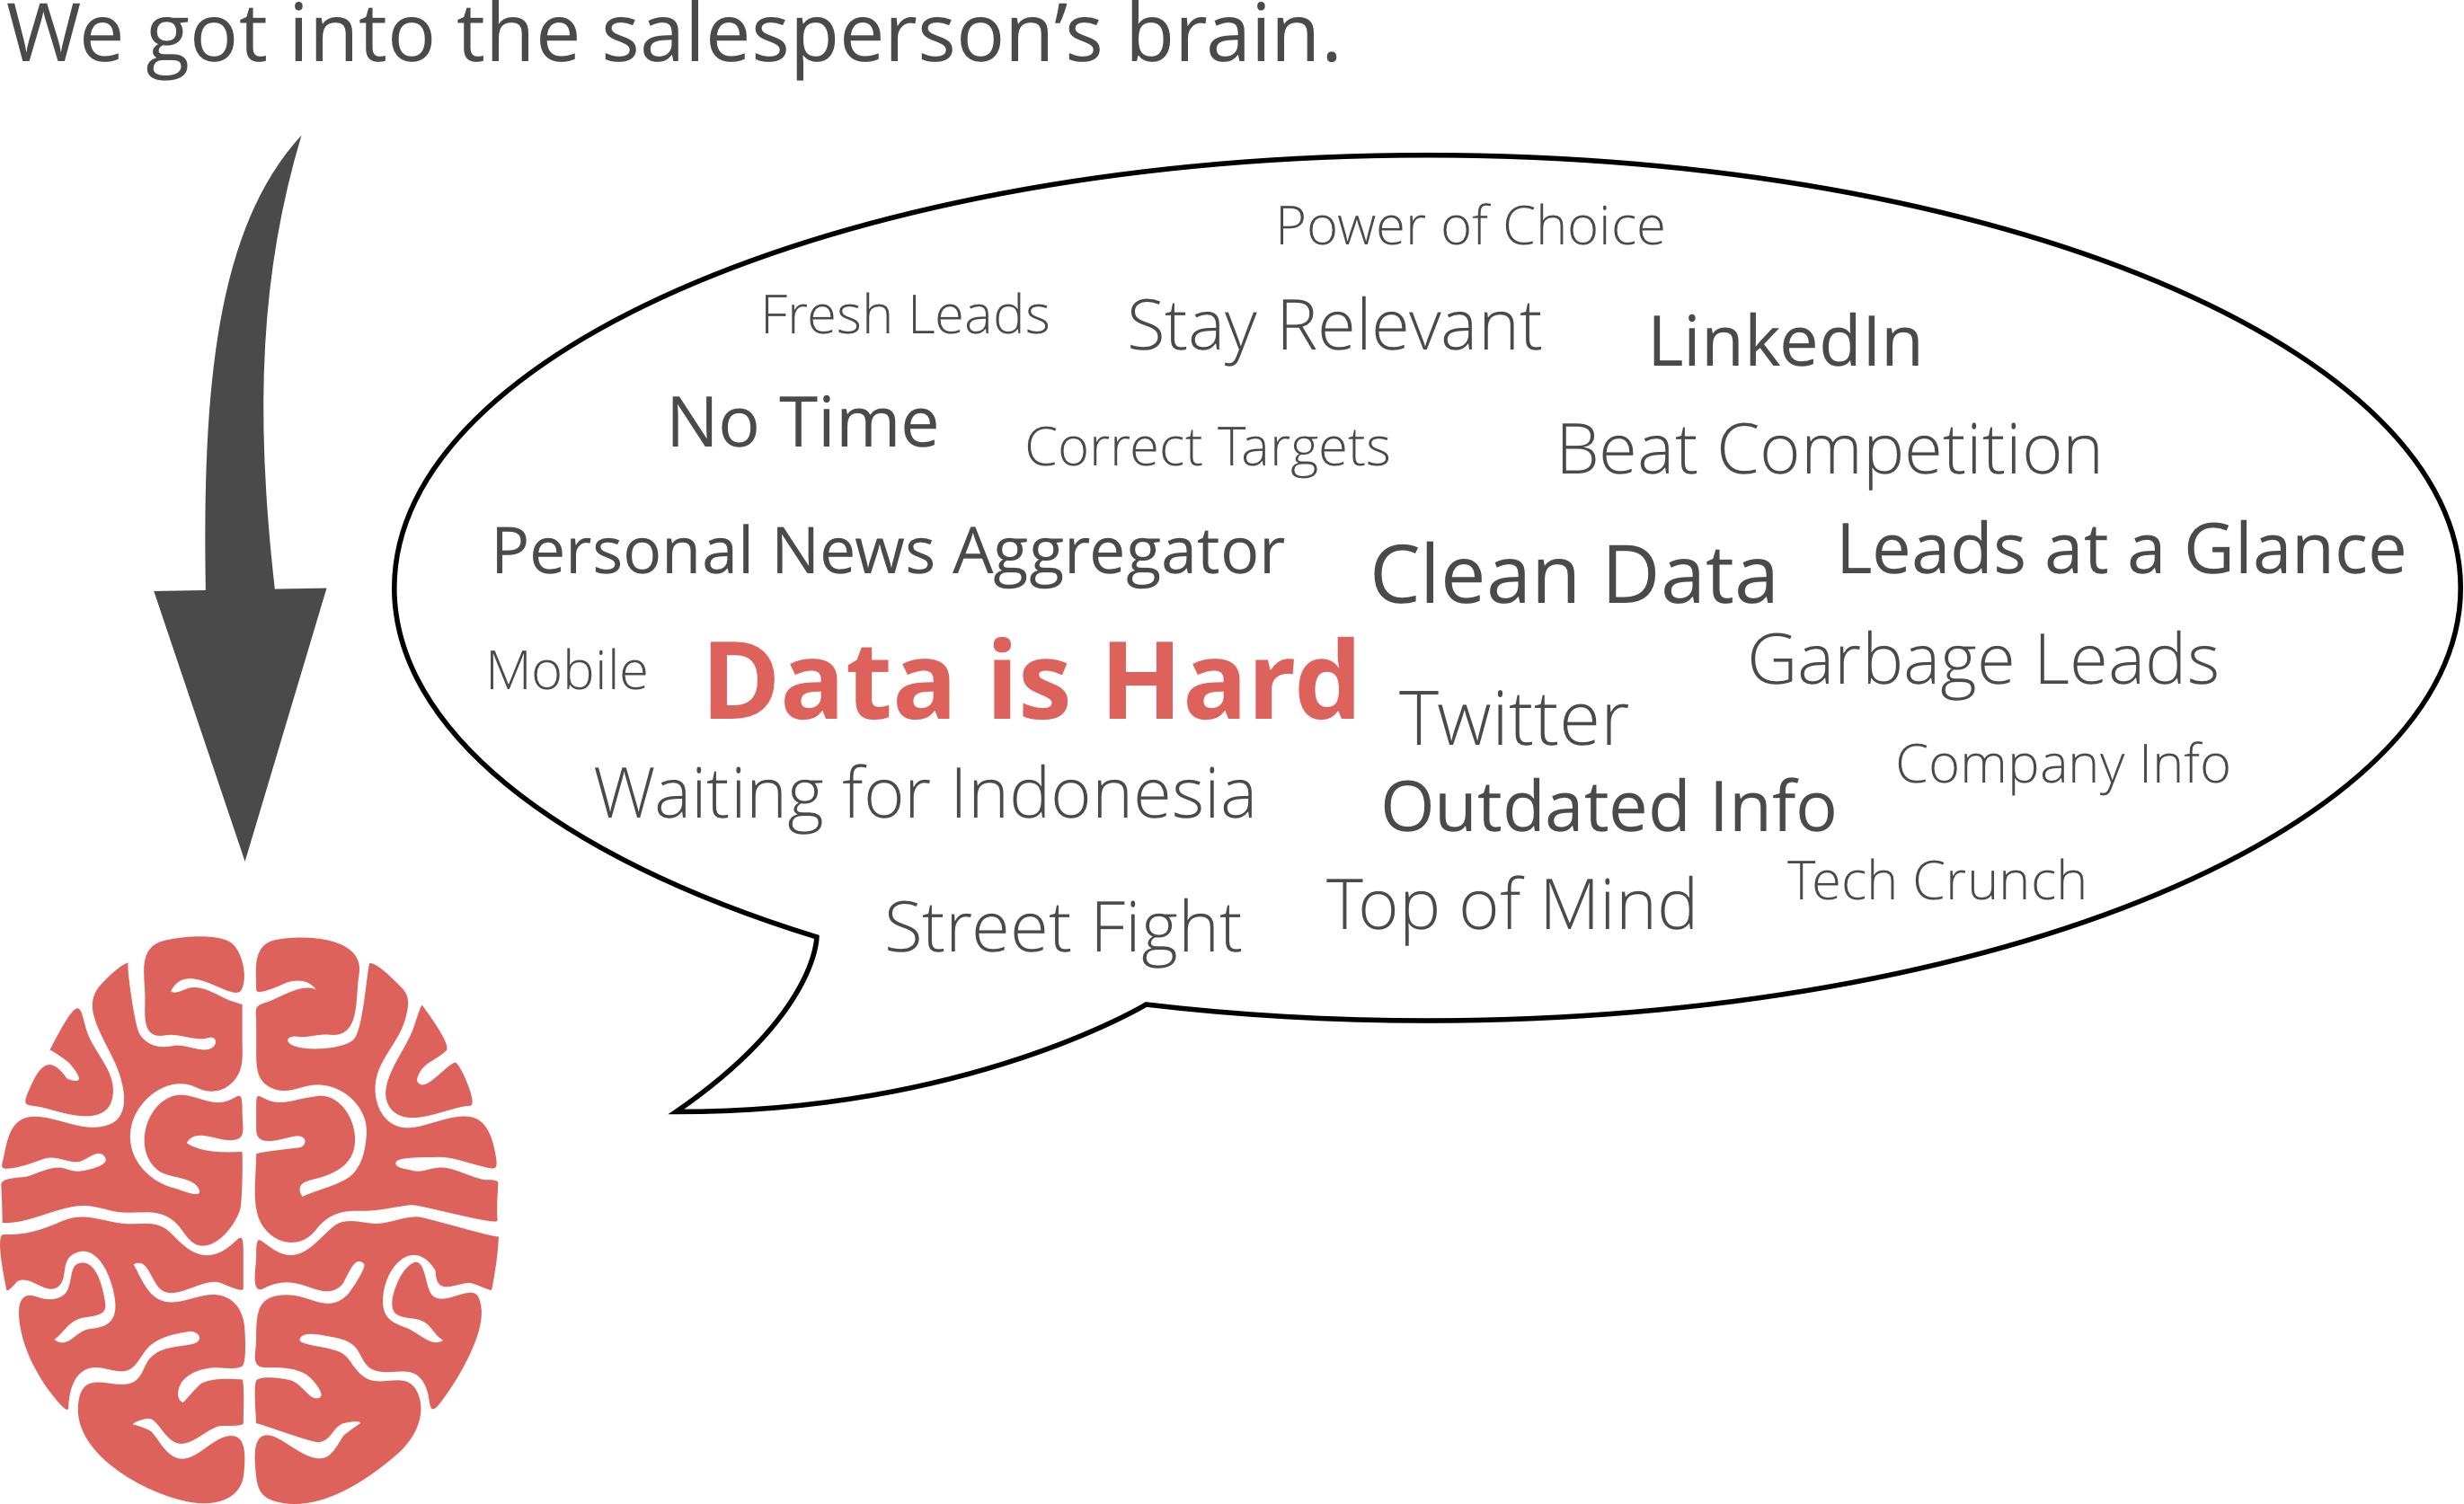 We got into the salesperson’s brain.
Power of Choice
Fresh Leads
Stay Relevant
LinkedIn
No Time
Correct Targets
Beat Competition
Personal News Aggregator
Clean Data
Leads at a Glance
Mobile
Data is Hard
Twitter
Garbage Leads
Waiting for Indonesia
Outdated Info
Company Info
Street Fight
Top of Mind
Tech Crunch